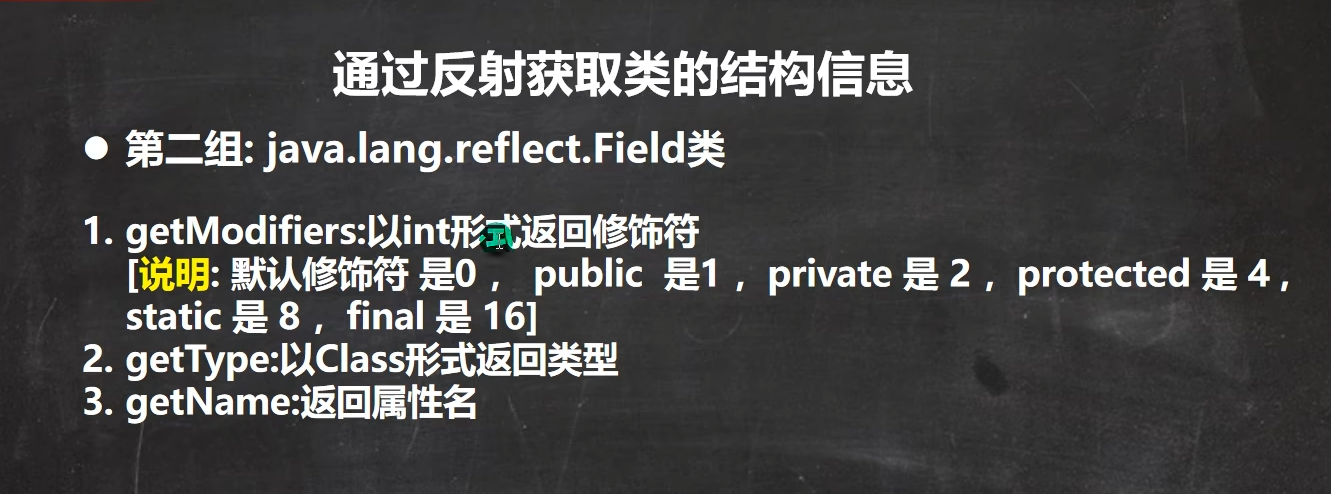 通过反射获取类的结构信息
● 第二组: java.lang.reflect.Field类
1. getModifiers:以int形式返回修饰符
[说明: 默认修饰符 是0 ， public 是1 ，private 是 2 ，protected 是 4 ,
static 是 8 ，final 是 16]
2. getType:以Class形式返回类型
3. getName:返回属性名